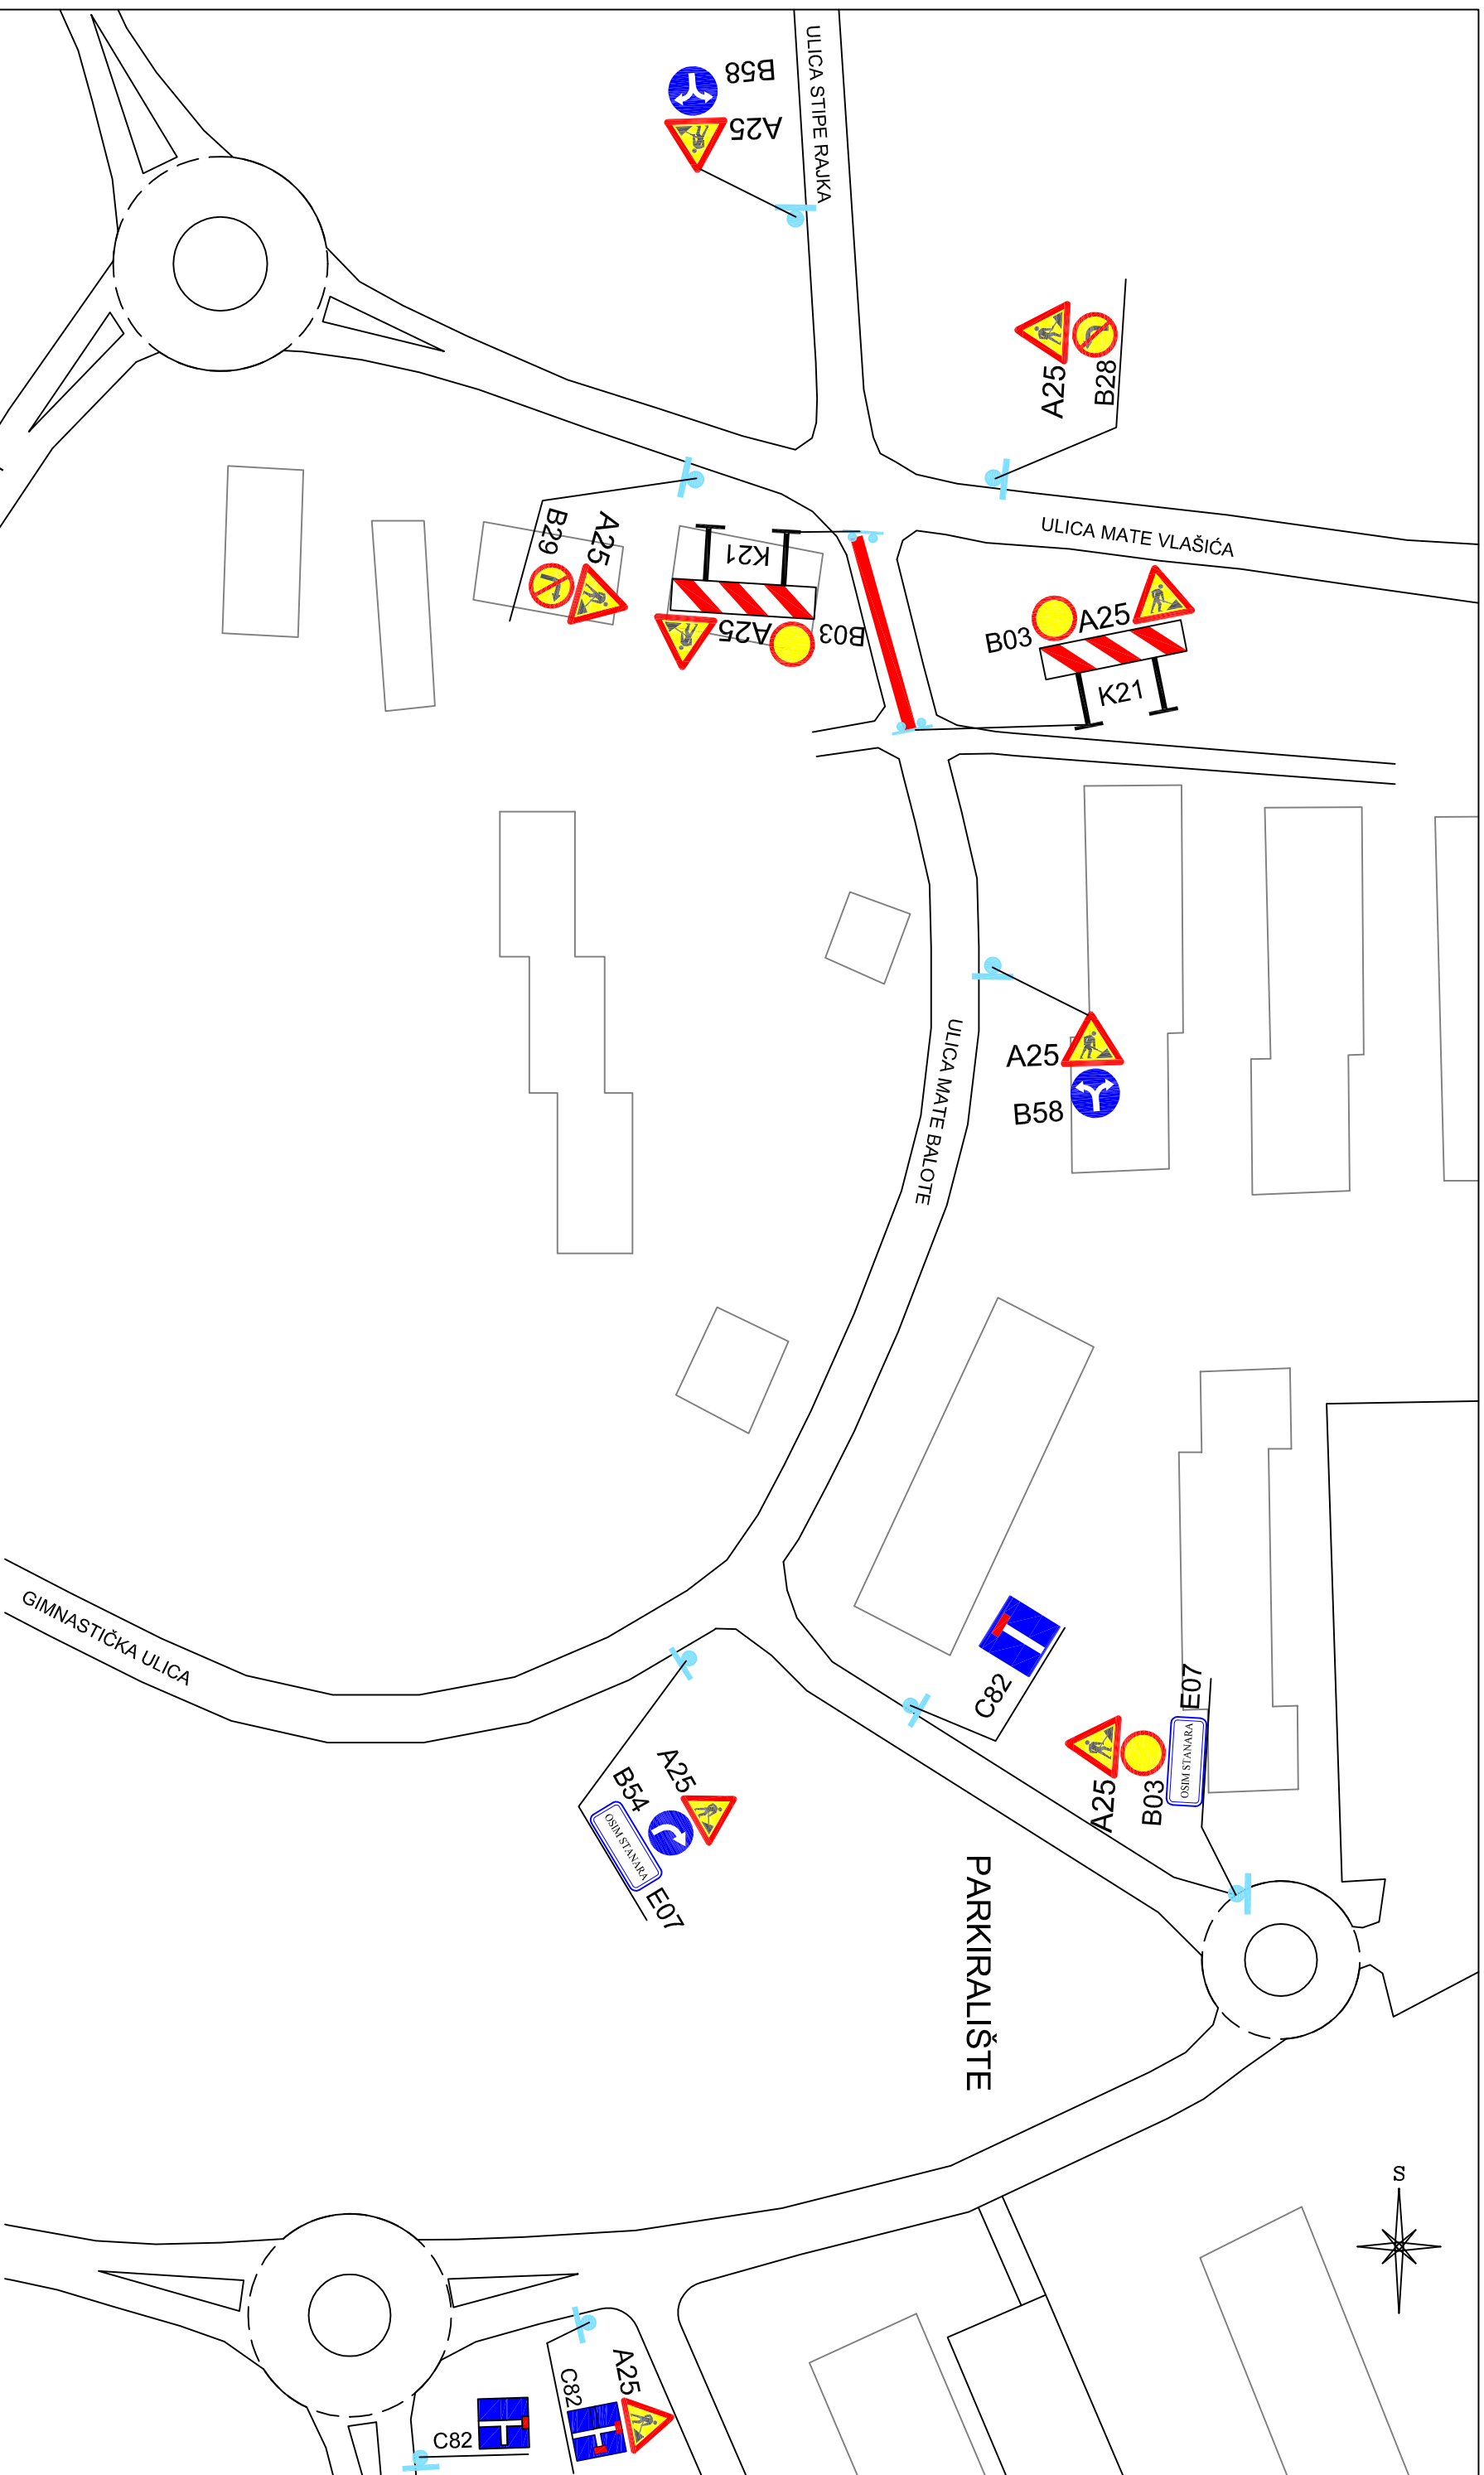 B58
A25
ULICA STIPE RAJKA
A25
B28
ULICA MATE VLAŠIĆA
B29
A25
K21
A25
B03
B03
A25
K21
A25
B58
ULICA MATE BALOTE
GIMNASTIČKA ULICA
C82
E07
OSIM STANARA
A25
B03
A25
B54
OSIM STANARA
E07
PARKIRALIŠTE
S
A25
C82
C82